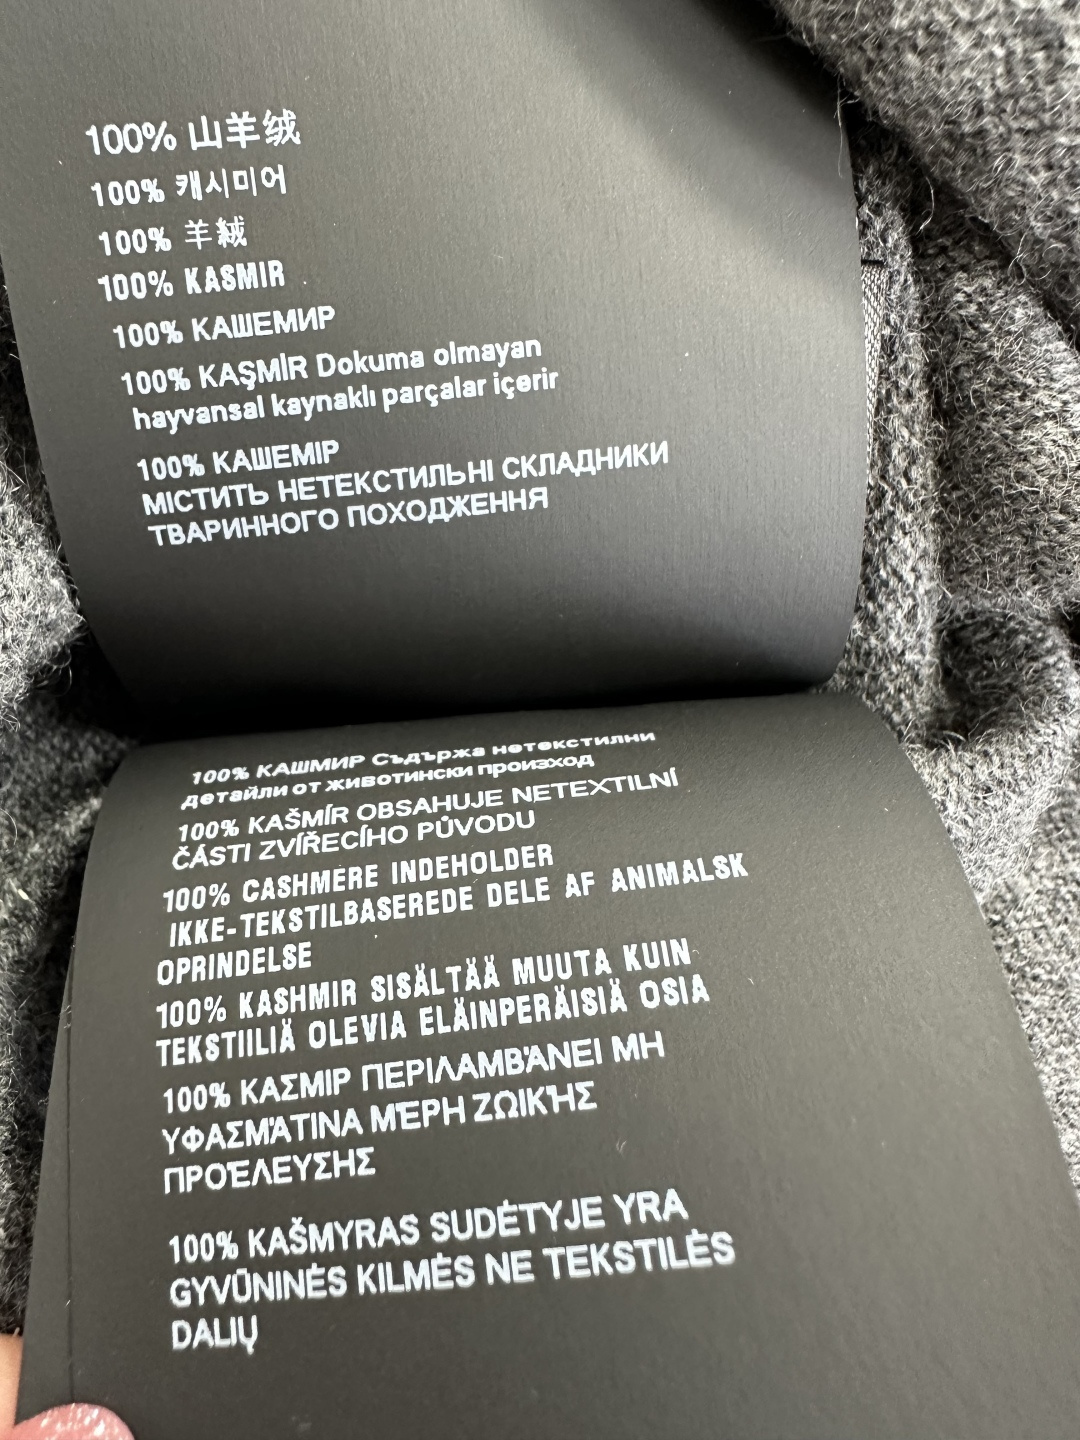 100% 山羊绒
100% 캐시미어
100% 羊絨
100% KASMIR
100% КАШЕМИР
100% KAŞMİR Dokuma olmayan
hayvansal kaynaklı parçalar içerir
100% КАШЕМІР
МІСТИТЬ НЕТЕКСТИЛЬНІ СКЛАДНИКИ
ТВАРИННОГО ПОХОДЖЕННЯ
100% КАШМИР Съдържа нетекстилни
детайли от животински произход
100% KAŠMÍR OBSAHUJE NETEXTILNÍ
ČÁSTI ZVÍŘECÍHO PŮVODU
100% CASHMERE INDEHOLDER
IKKE-TEKSTILBASEREDE DELE AF ANIMALSK
OPRINDELSE
100% KASHMIR SISÄLTÄÄ MUUTA KUIN
TEKSTIILIÄ OLEVIA ELÄINPERÄISIÄ OSIA
100% ΚΑΣΜΙΡ ΠΕΡΙΛΑΜΒΆΝΕΙ ΜΗ
ΥΦΑΣΜΆΤΙΝΑ ΜΈΡΗ ΖΩΙΚΉΣ
ΠΡΟΈΛΕΥΣΗΣ
100% KAŠMYRAS SUDĖTYJE YRA
GYVŪNINĖS KILMĖS NE TEKSTILĖS
DALIŲ